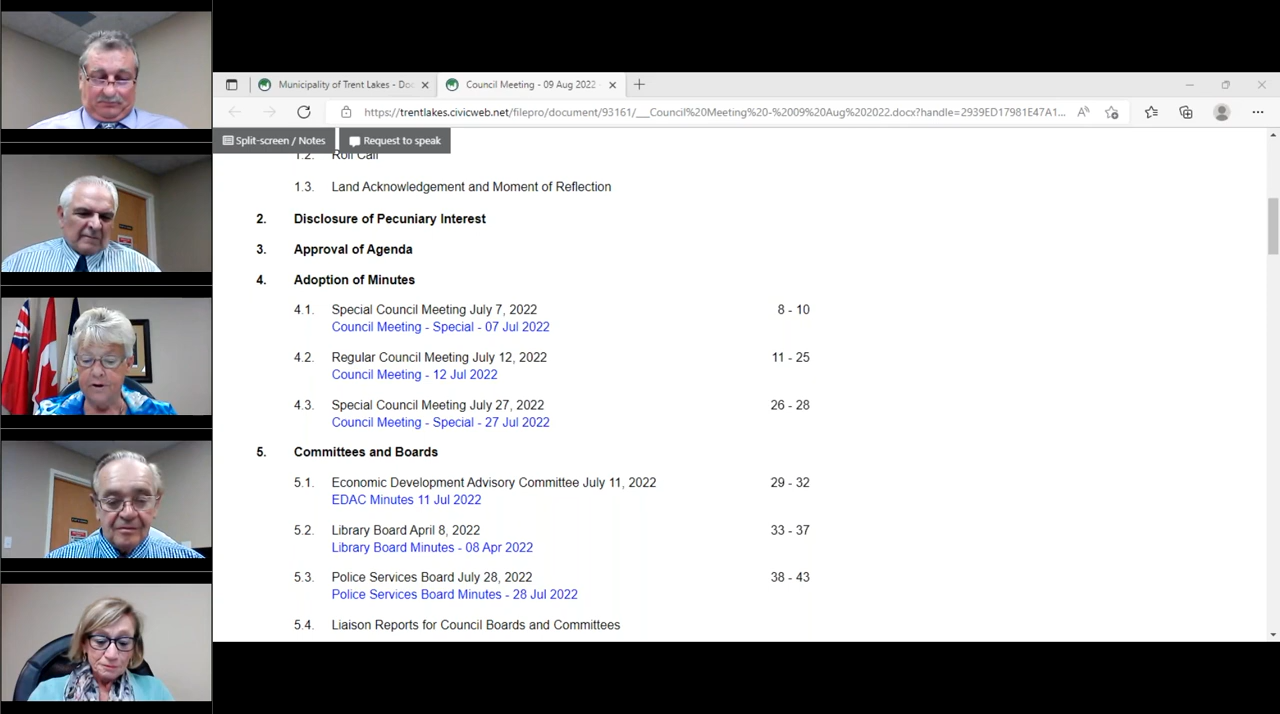 Municipality of Trent Lakes - Doc
Council Meeting - 09 Aug 2022
https://trentlakes.civicweb.net/filepro/document/93161/___Council%20Meeting%20-%2009%20Aug%202022.docx?handle=2939ED17981E47A1...
Split-screen / Notes
Request to speak
1.2. Roll Call
1.3. Land Acknowledgement and Moment of Reflection
2. Disclosure of Pecuniary Interest
3. Approval of Agenda
4. Adoption of Minutes
4.1. Special Council Meeting July 7, 2022 8 - 10
Council Meeting - Special - 07 Jul 2022
4.2. Regular Council Meeting July 12, 2022 11 - 25
Council Meeting - 12 Jul 2022
4.3. Special Council Meeting July 27, 2022 26 - 28
Council Meeting - Special - 27 Jul 2022
5. Committees and Boards
5.1. Economic Development Advisory Committee July 11, 2022 29 - 32
EDAC Minutes 11 Jul 2022
5.2. Library Board April 8, 2022 33 - 37
Library Board Minutes - 08 Apr 2022
5.3. Police Services Board July 28, 2022 38 - 43
Police Services Board Minutes - 28 Jul 2022
5.4. Liaison Reports for Council Boards and Committees